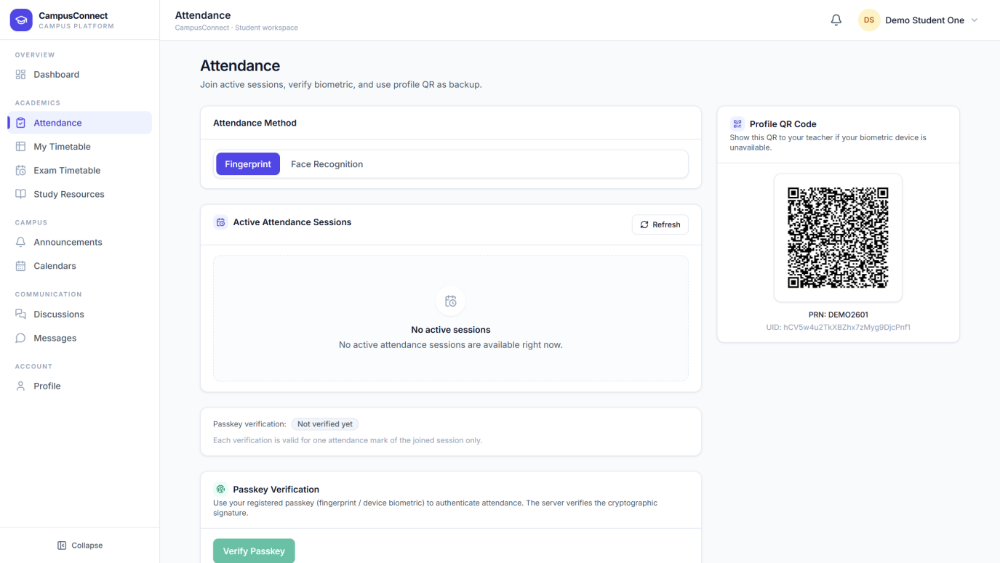 CampusConnect
CAMPUS PLATFORM
OVERVIEW
Dashboard
ACADEMICS
Attendance
My Timetable
Exam Timetable
Study Resources
CAMPUS
Announcements
Calendars
COMMUNICATION
Discussions
Messages
ACCOUNT
Profile
Collapse
Attendance
CampusConnect · Student workspace
DS
Demo Student One
Attendance
Join active sessions, verify biometric, and use profile QR as backup.
Attendance Method
Fingerprint
Face Recognition
Active Attendance Sessions
Refresh
No active sessions
No active attendance sessions are available right now.
Passkey verification: Not verified yet
Each verification is valid for one attendance mark of the joined session only.
Passkey Verification
Use your registered passkey (fingerprint / device biometric) to authenticate attendance. The server verifies the cryptographic
signature.
Verify Passkey
Profile QR Code
Show this QR to your teacher if your biometric device is
unavailable.
PRN: DEMO2601
UID: hCV5w4u2TkXBZhx7zMyg9DjcPnf1